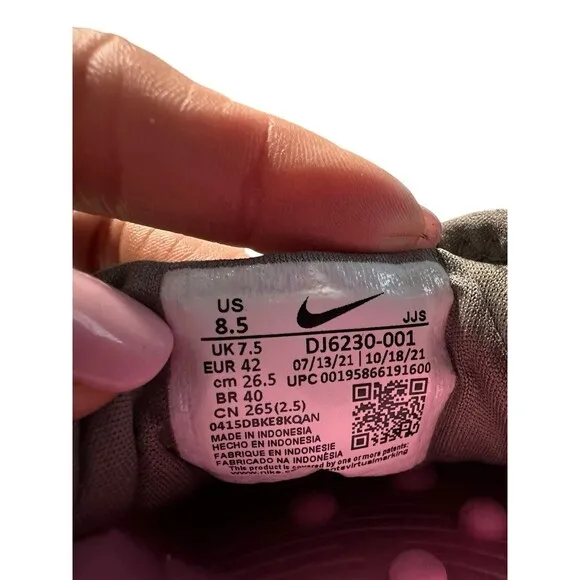 US
8.5
JJS
UK 7.5
DJ6230-001
EUR 42
07/13/21 | 10/18/21
cm 26.5
UPC 00195866191600
BR 40
CN 265(2.5)
0415DBKE8KQAN
MADE IN INDONESIA
HECHO EN INDONESIA
FABRIQUÉ EN INDONESIE
FABRICADO NA INDONÉSIA
This product is covered by one or more patents.